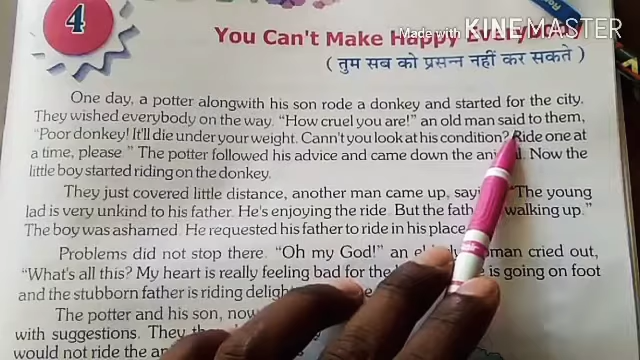 Made with KINEMASTER
4
You Can't Make Happy Everybody
( तुम सब को प्रसन्न नहीं कर सकते )
One day, a potter alongwith his son rode a donkey and started for the city.
They wished everybody on the way. "How cruel you are!" an old man said to them,
"Poor donkey! It'll die under your weight. Cann't you look at his condition? Ride one at
a time, please." The potter followed his advice and came down the animal. Now the
little boy started riding on the donkey.
They just covered little distance, another man came up, saying "The young
lad is very unkind to his father. He's enjoying the ride. But the father walking up."
The boy was ashamed. He requested his father to ride in his place.
Problems did not stop there. "Oh my God!" an woman cried out,
"What's all this? My heart is really feeling bad for the is going on foot
and the stubborn father is riding
The potter and his son, now
with suggestions. They
would not ride the